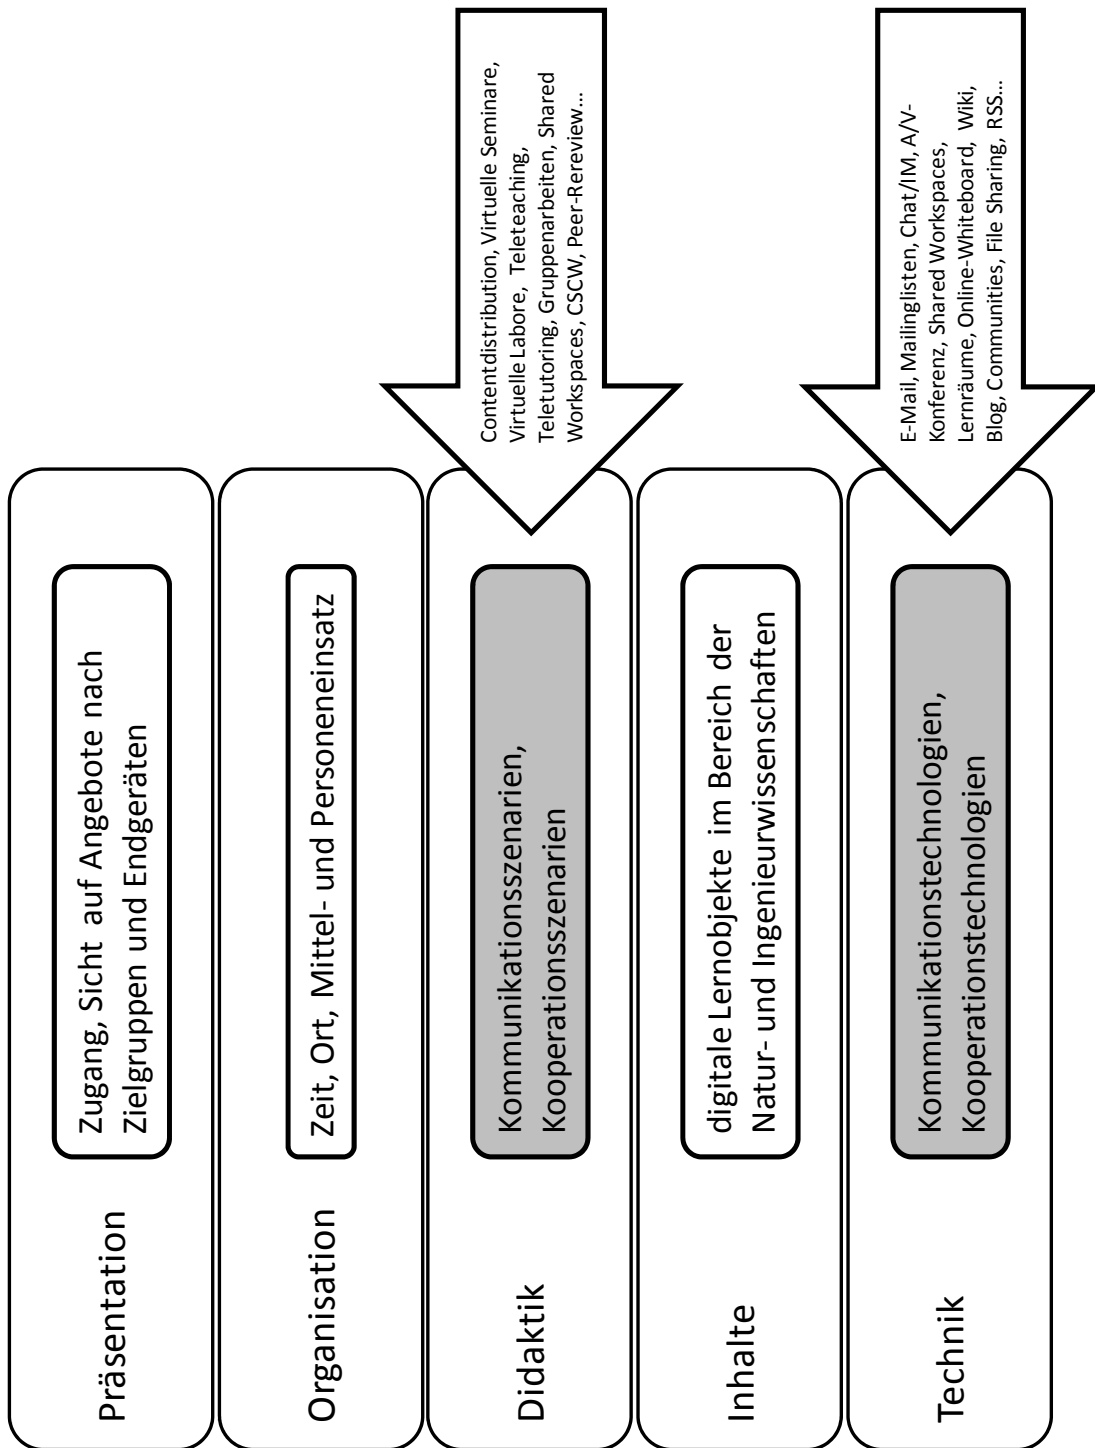 Präsentation
Zugang, Sicht auf Angebote nach
Zielgruppen und Endgeräten
Organisation
Zeit, Ort, Mittel- und Personeneinsatz
Didaktik
Kommunikationsszenarien,
Kooperationsszenarien
Contentdistribution, Virtuelle Seminare,
Virtuelle Labore, Teleteaching,
Teletutoring, Gruppenarbeiten, Shared
Workspaces, CSCW, Peer-Rereview...
Inhalte
digitale Lernobjekte im Bereich der
Natur- und Ingenieurwissenschaften
Technik
Kommunikationstechnologien,
Kooperationstechnologien
E-Mail, Mailinglisten, Chat/IM, A/V-
Konferenz, Shared Workspaces,
Lernräume, Online-Whiteboard, Wiki,
Blog, Communities, File Sharing, RSS...